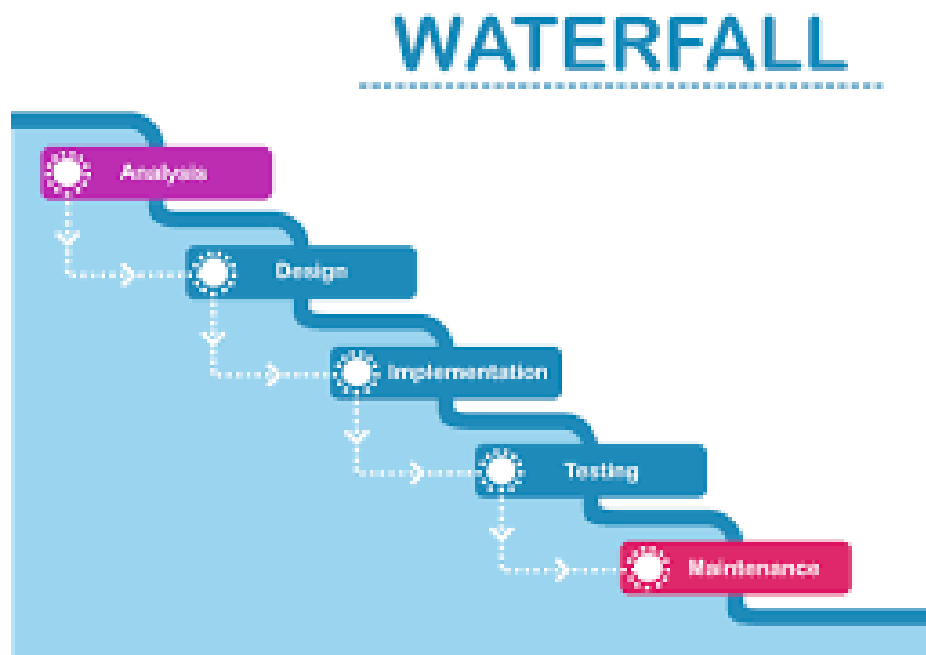 WATERFALL
Analysis
Design
Implementation
Testing
Maintenance